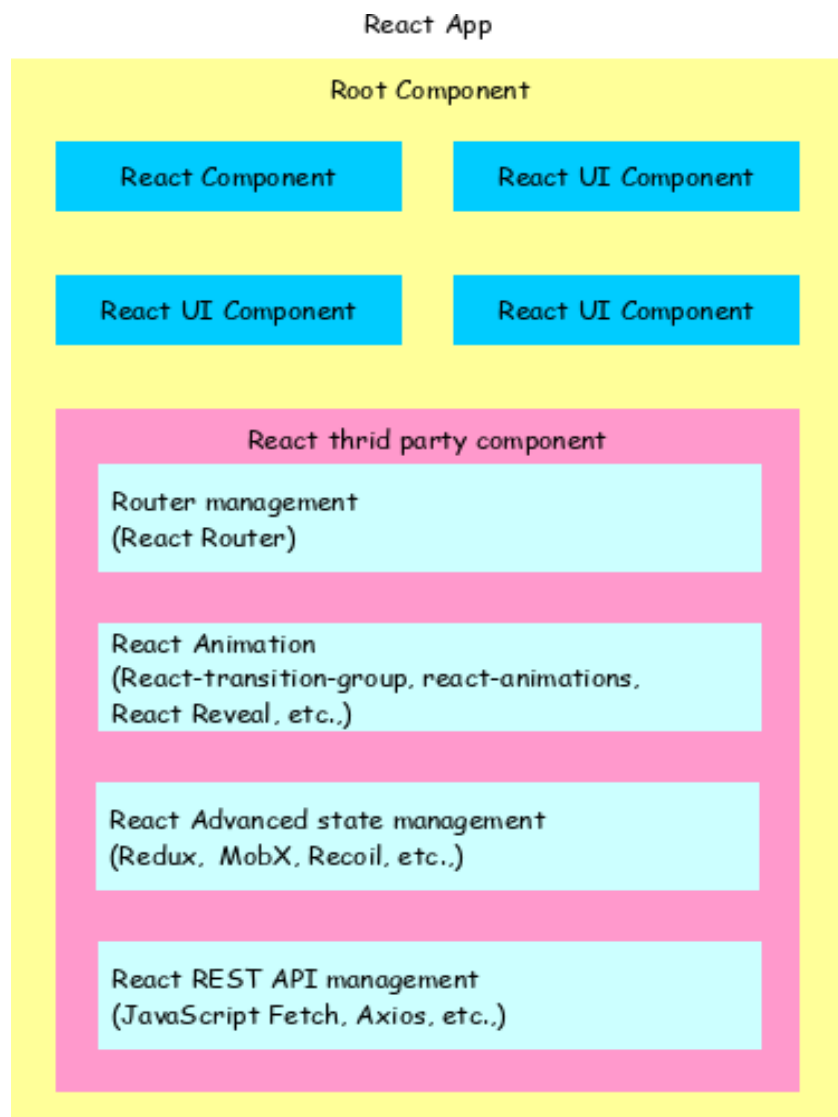 React App
Root Component
React Component
React UI Component
React UI Component
React UI Component
React thrid party component
Router management
(React Router)
React Animation
(React-transition-group, react-animations,
React Reveal, etc.,)
React Advanced state management
(Redux,  MobX, Recoil, etc.,)
React REST API management
(JavaScript Fetch, Axios, etc.,)